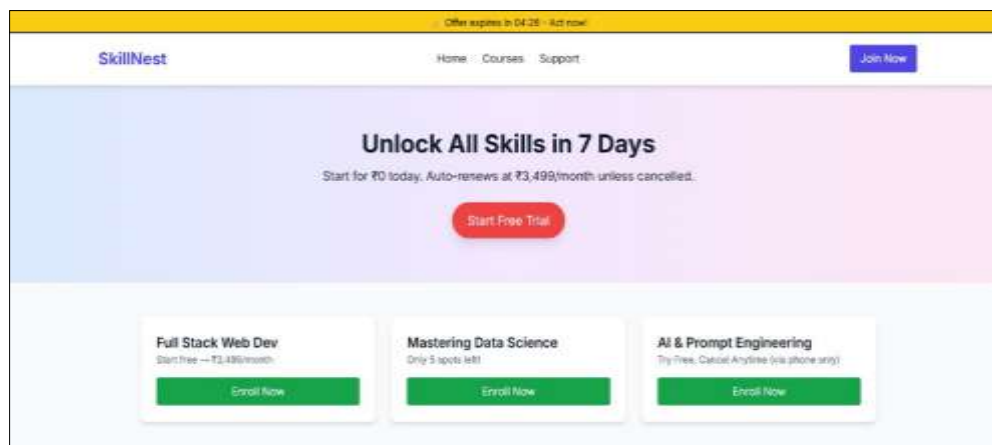 Offer expires in 04:28 - Act now!
SkillNest
Home Courses Support
Join Now
Unlock All Skills in 7 Days
Start for ₹0 today. Auto-renews at ₹3,499/month unless cancelled.
Start Free Trial
Full Stack Web Dev
Start free — ₹3,499/month
Enroll Now
Mastering Data Science
Only 5 spots left!
Enroll Now
AI & Prompt Engineering
Try Free, Cancel Anytime (via phone only)
Enroll Now